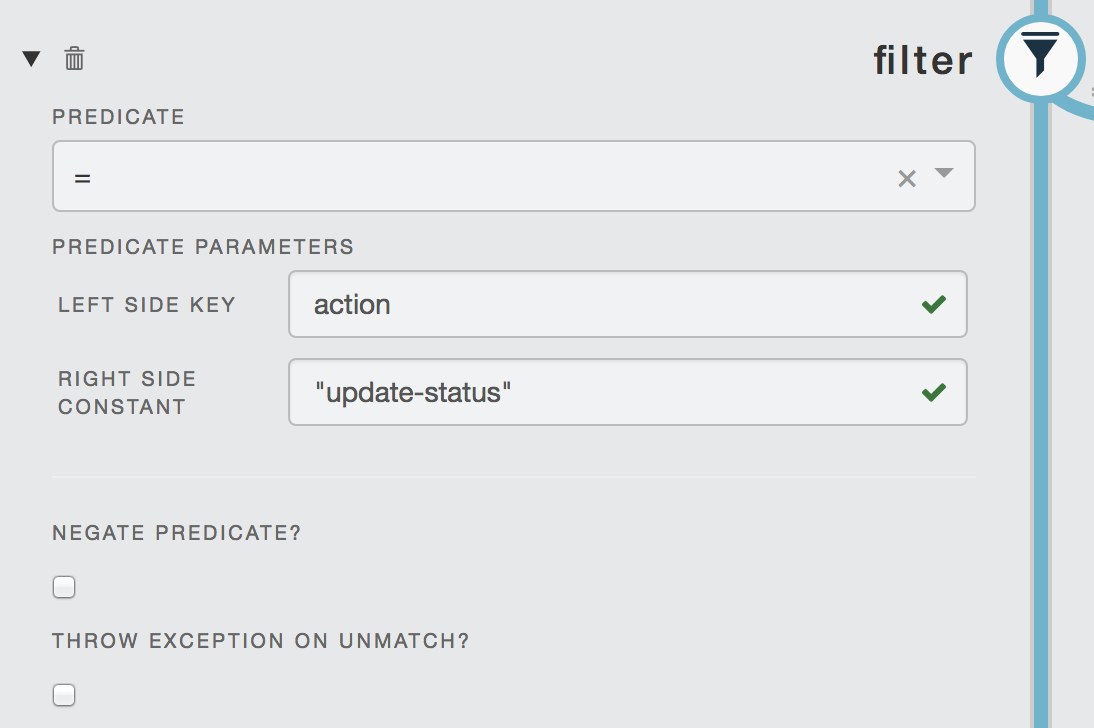 filter
PREDICATE
=
PREDICATE PARAMETERS
LEFT SIDE KEY
action
RIGHT SIDE
CONSTANT
"update-status"
NEGATE PREDICATE?
THROW EXCEPTION ON UNMATCH?